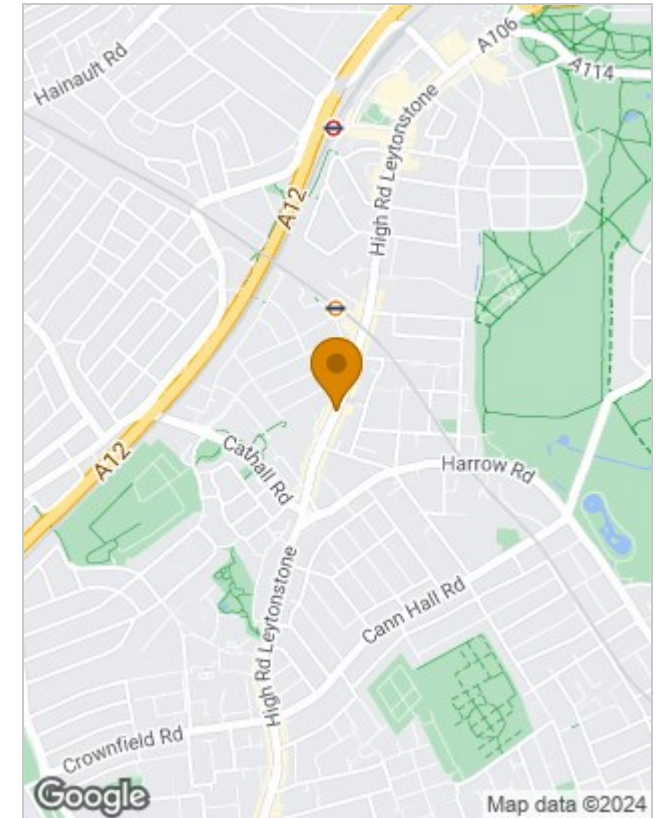 Hainault Rd
A106
A114
High Rd Leytonstone
A12
A12
Cathall Rd
Harrow Rd
High Rd Leytonstone
Cann Hall Rd
Crownfield Rd
Google
Map data ©2024